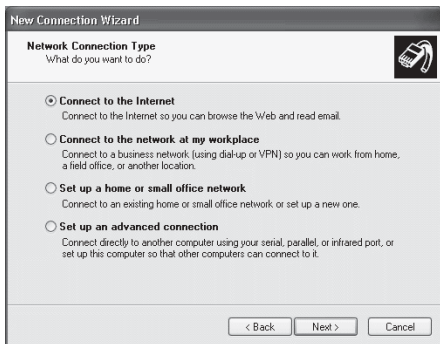 New Connection Wizard
Network Connection Type
What do you want to do?
Connect to the Internet
Connect to the Internet so you can browse the Web and read email.
Connect to the network at my workplace
Connect to a business network (using dial-up or VPN) so you can work from home,
a field office, or another location.
Set up a home or small office network
Connect to an existing home or small office network or set up a new one.
Set up an advanced connection
Connect directly to another computer using your serial, parallel, or infrared port, or
set up this computer so that other computers can connect to it.
< Back
Next >
Cancel